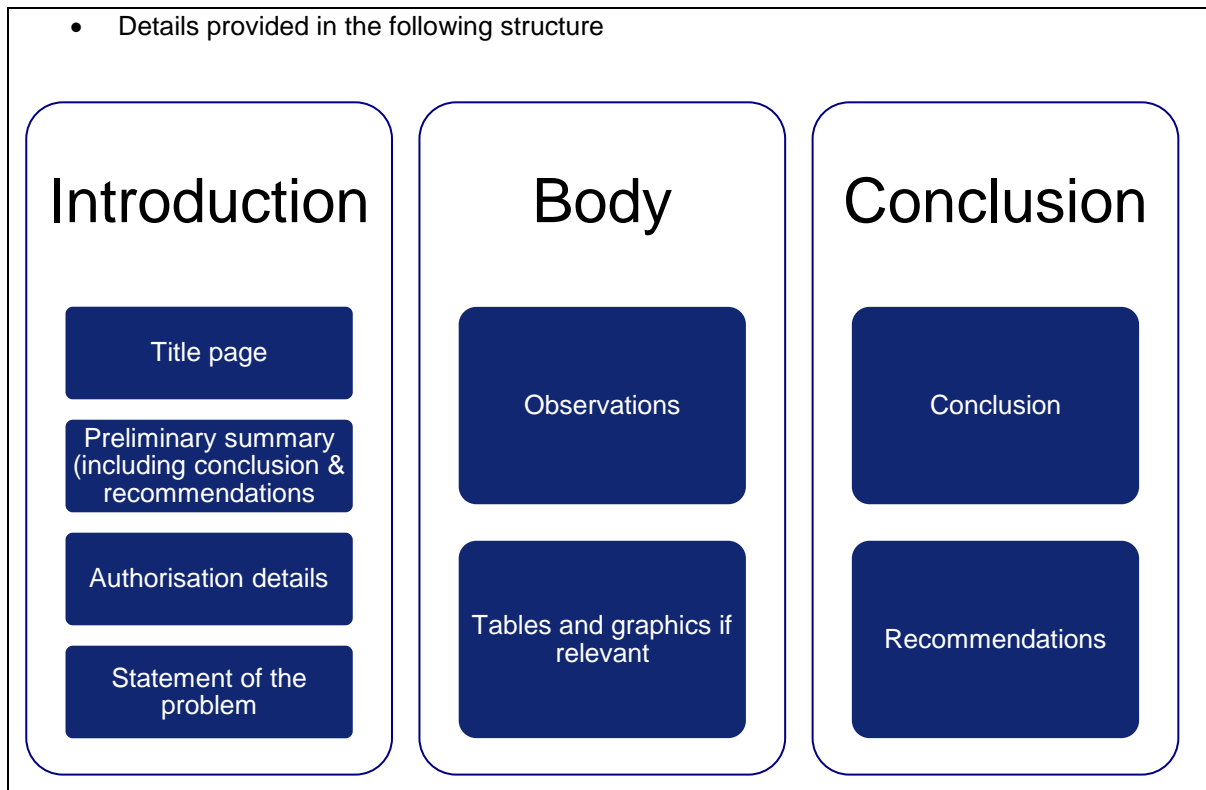 • Details provided in the following structure
Introduction
Title page
Preliminary summary
(including conclusion &
recommendations
Authorisation details
Statement of the
problem
Body
Observations
Tables and graphics if
relevant
Conclusion
Conclusion
Recommendations